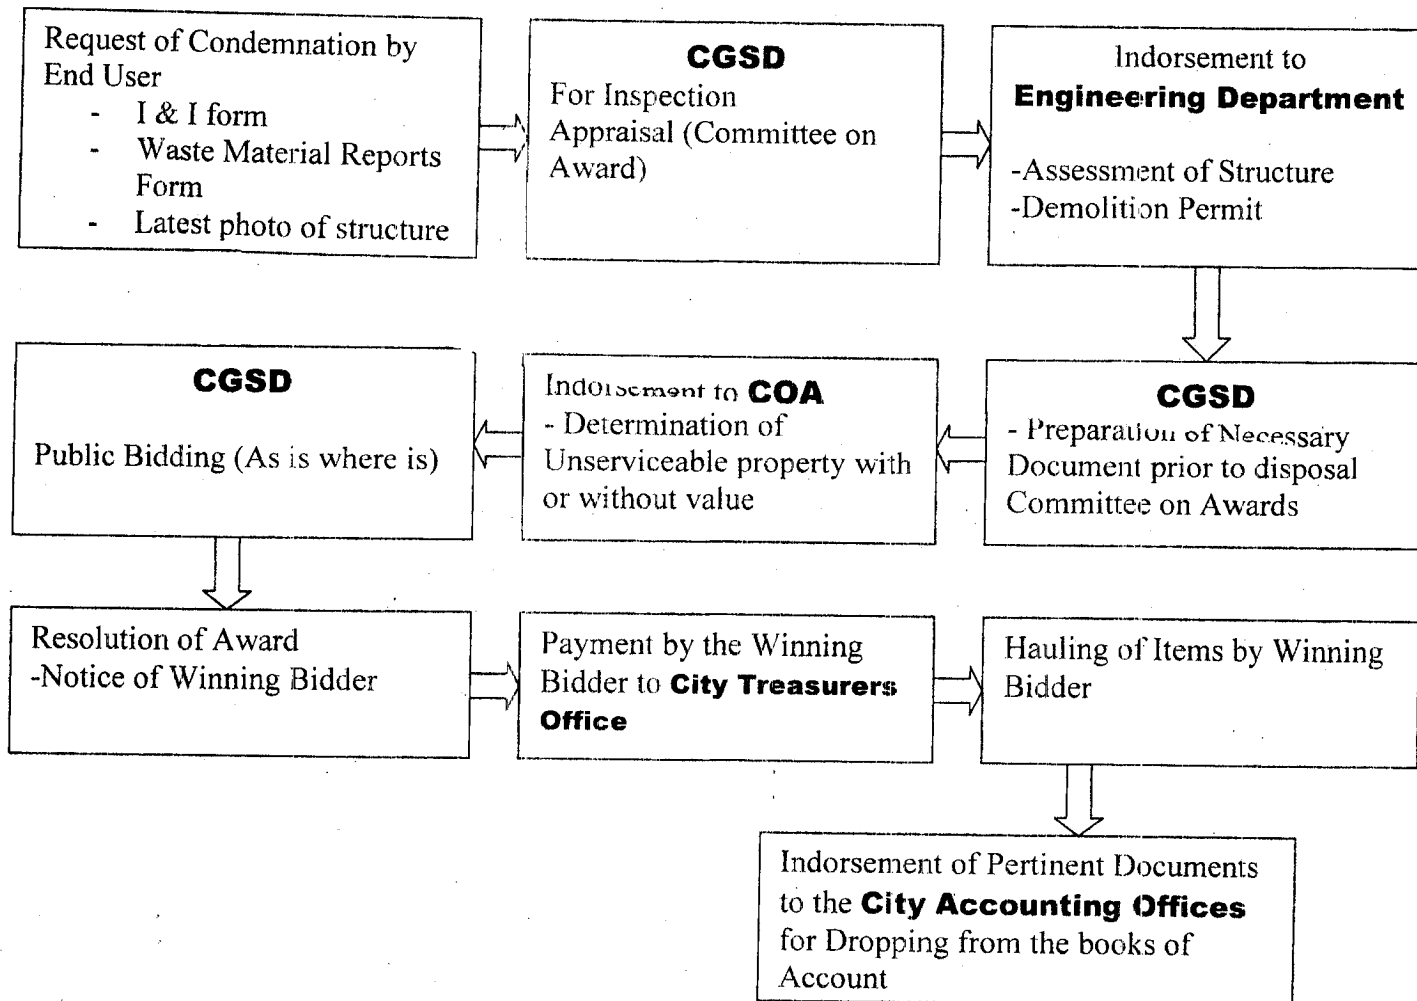 Request of Condemnation by
End User
- I & I form
- Waste Material Reports
Form
- Latest photo of structure
CGSD
For Inspection
Appraisal (Committee on
Award)
Indorsement to
Engineering Department
-Assessment of Structure
-Demolition Permit
CGSD
- Preparation of Necessary
Document prior to disposal
Committee on Awards
Indorsement to COA
- Determination of
Unserviceable property with
or without value
CGSD
Public Bidding (As is where is)
Resolution of Award
-Notice of Winning Bidder
Payment by the Winning
Bidder to City Treasurers
Office
Hauling of Items by Winning
Bidder
Indorsement of Pertinent Documents
to the City Accounting Offices
for Dropping from the books of
Account